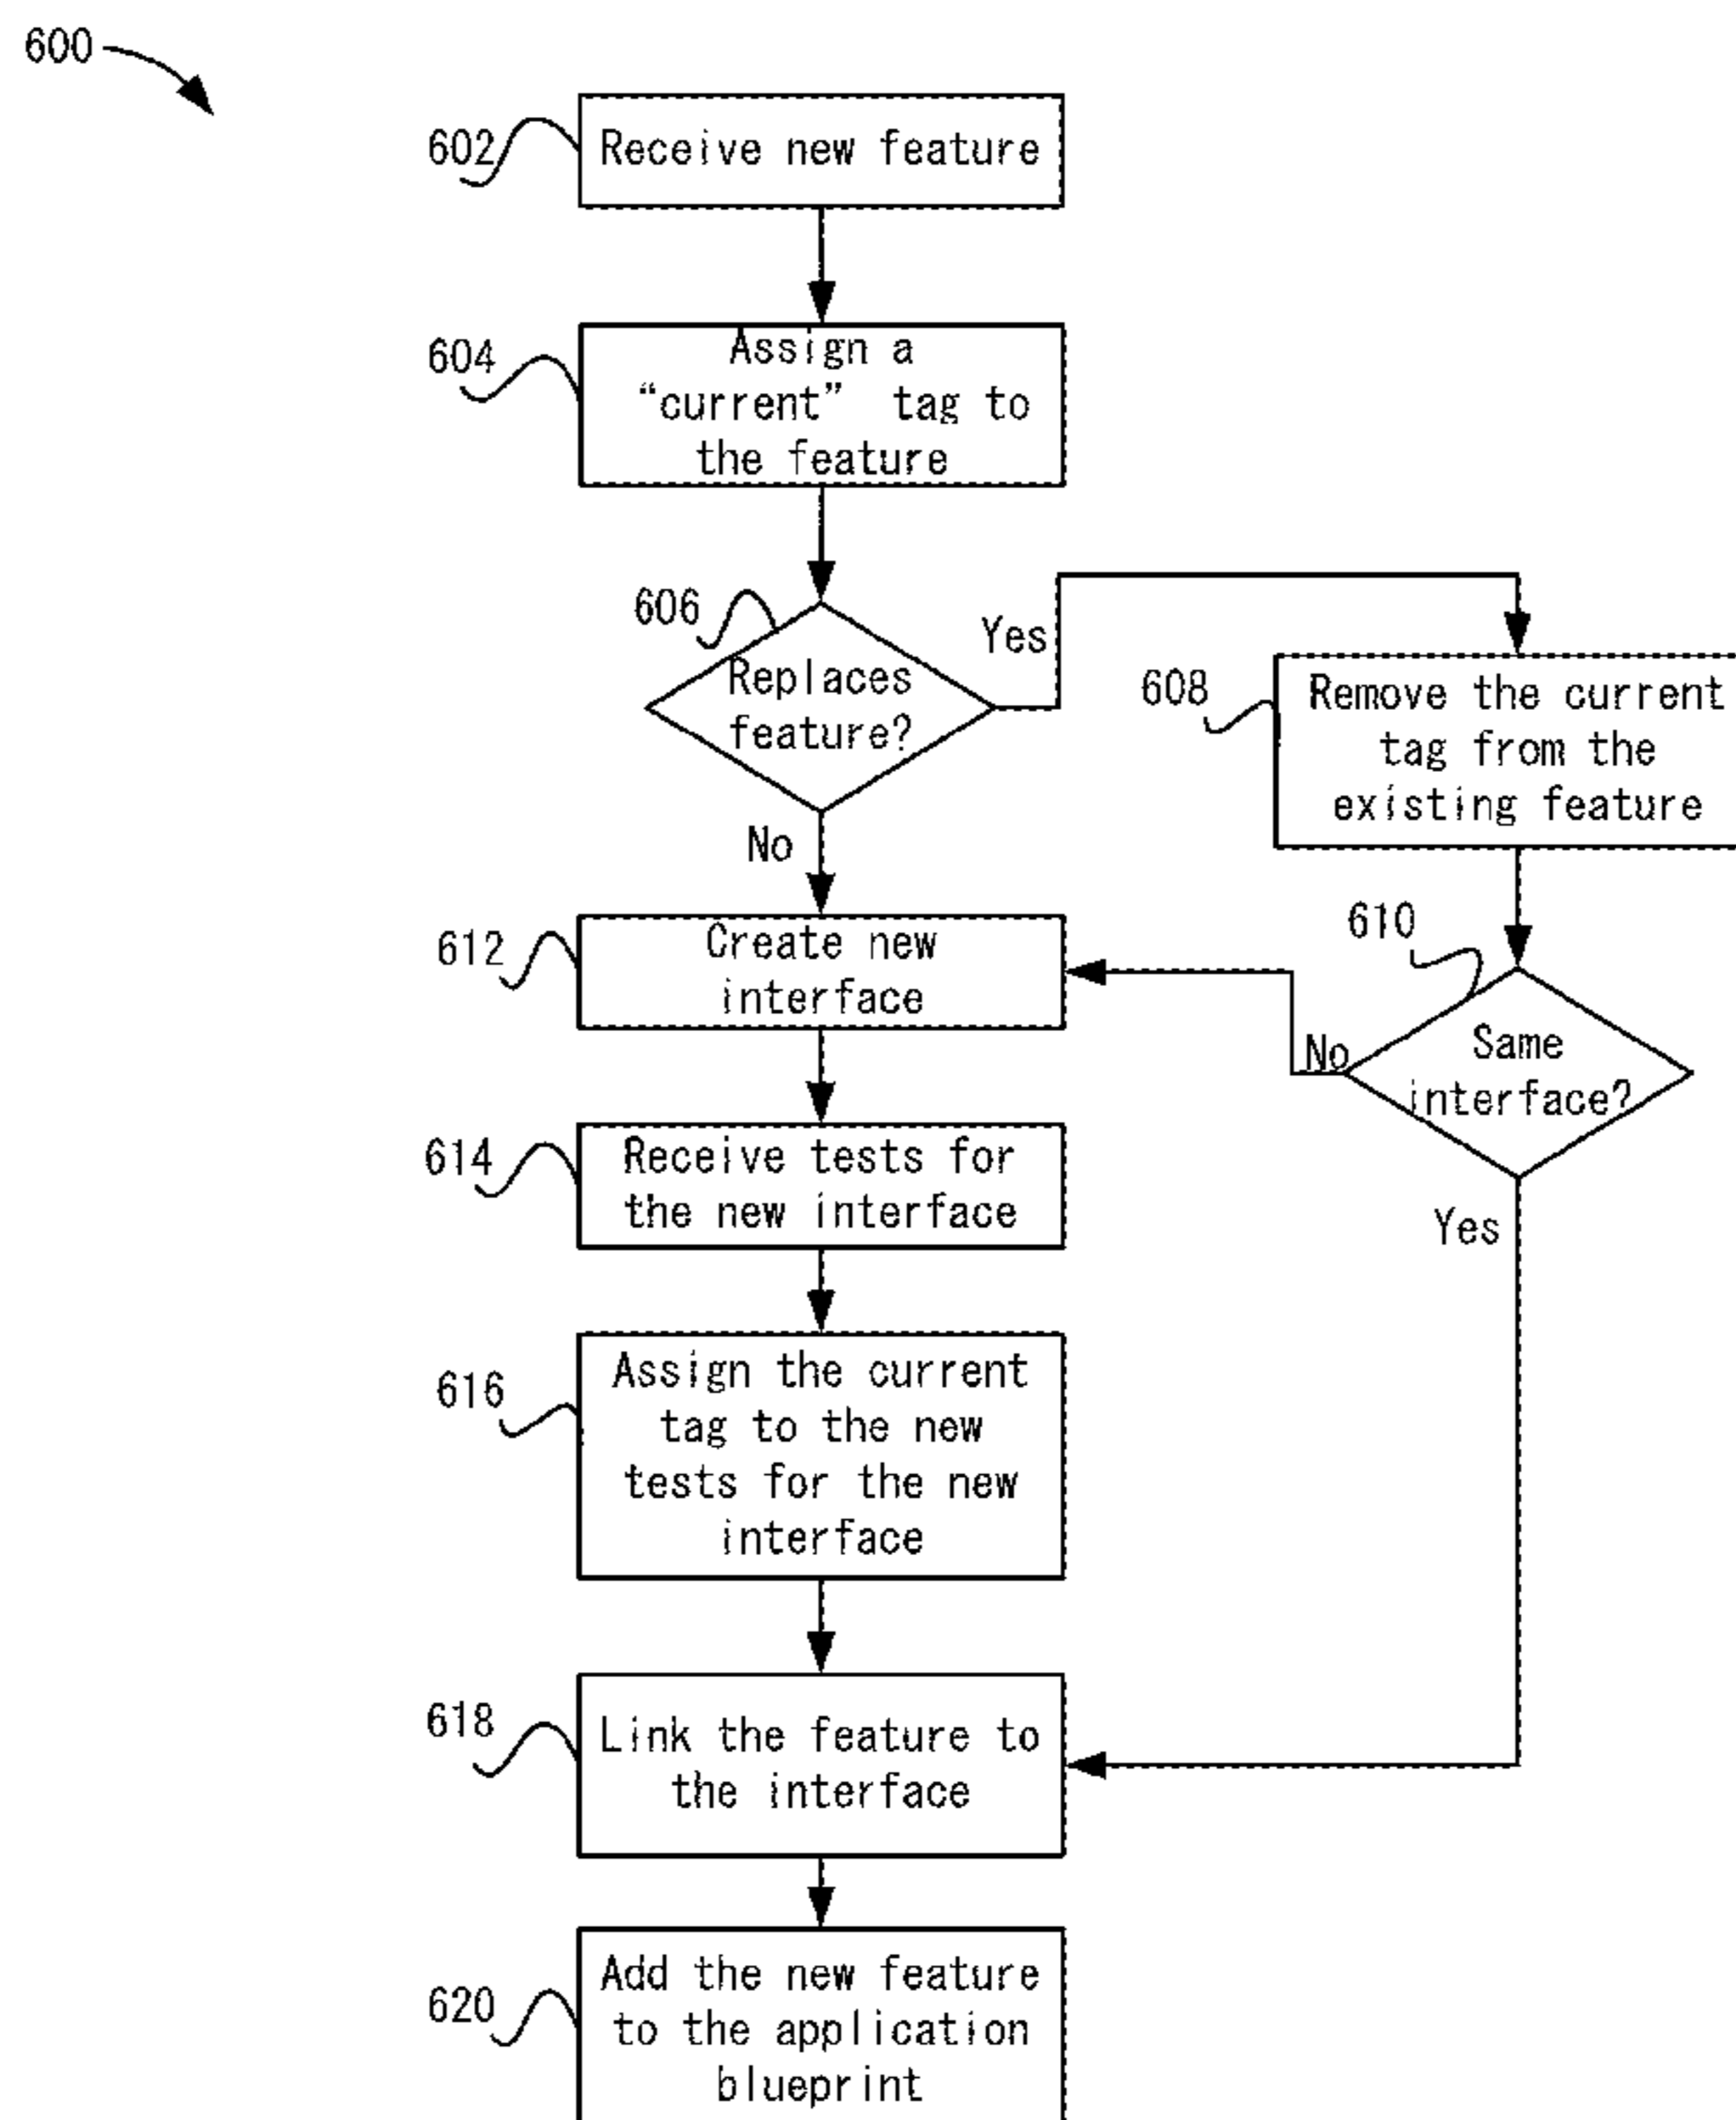 600
602
Receive new feature
604
Assign a
“current” tag to
the feature
606
Replaces
feature?
Yes
No
608
Remove the current
tag from the
existing feature
610
Same
interface?
No
Yes
612
Create new
interface
614
Receive tests for
the new interface
616
Assign the current
tag to the new
tests for the new
interface
618
Link the feature to
the interface
620
Add the new feature
to the application
blueprint